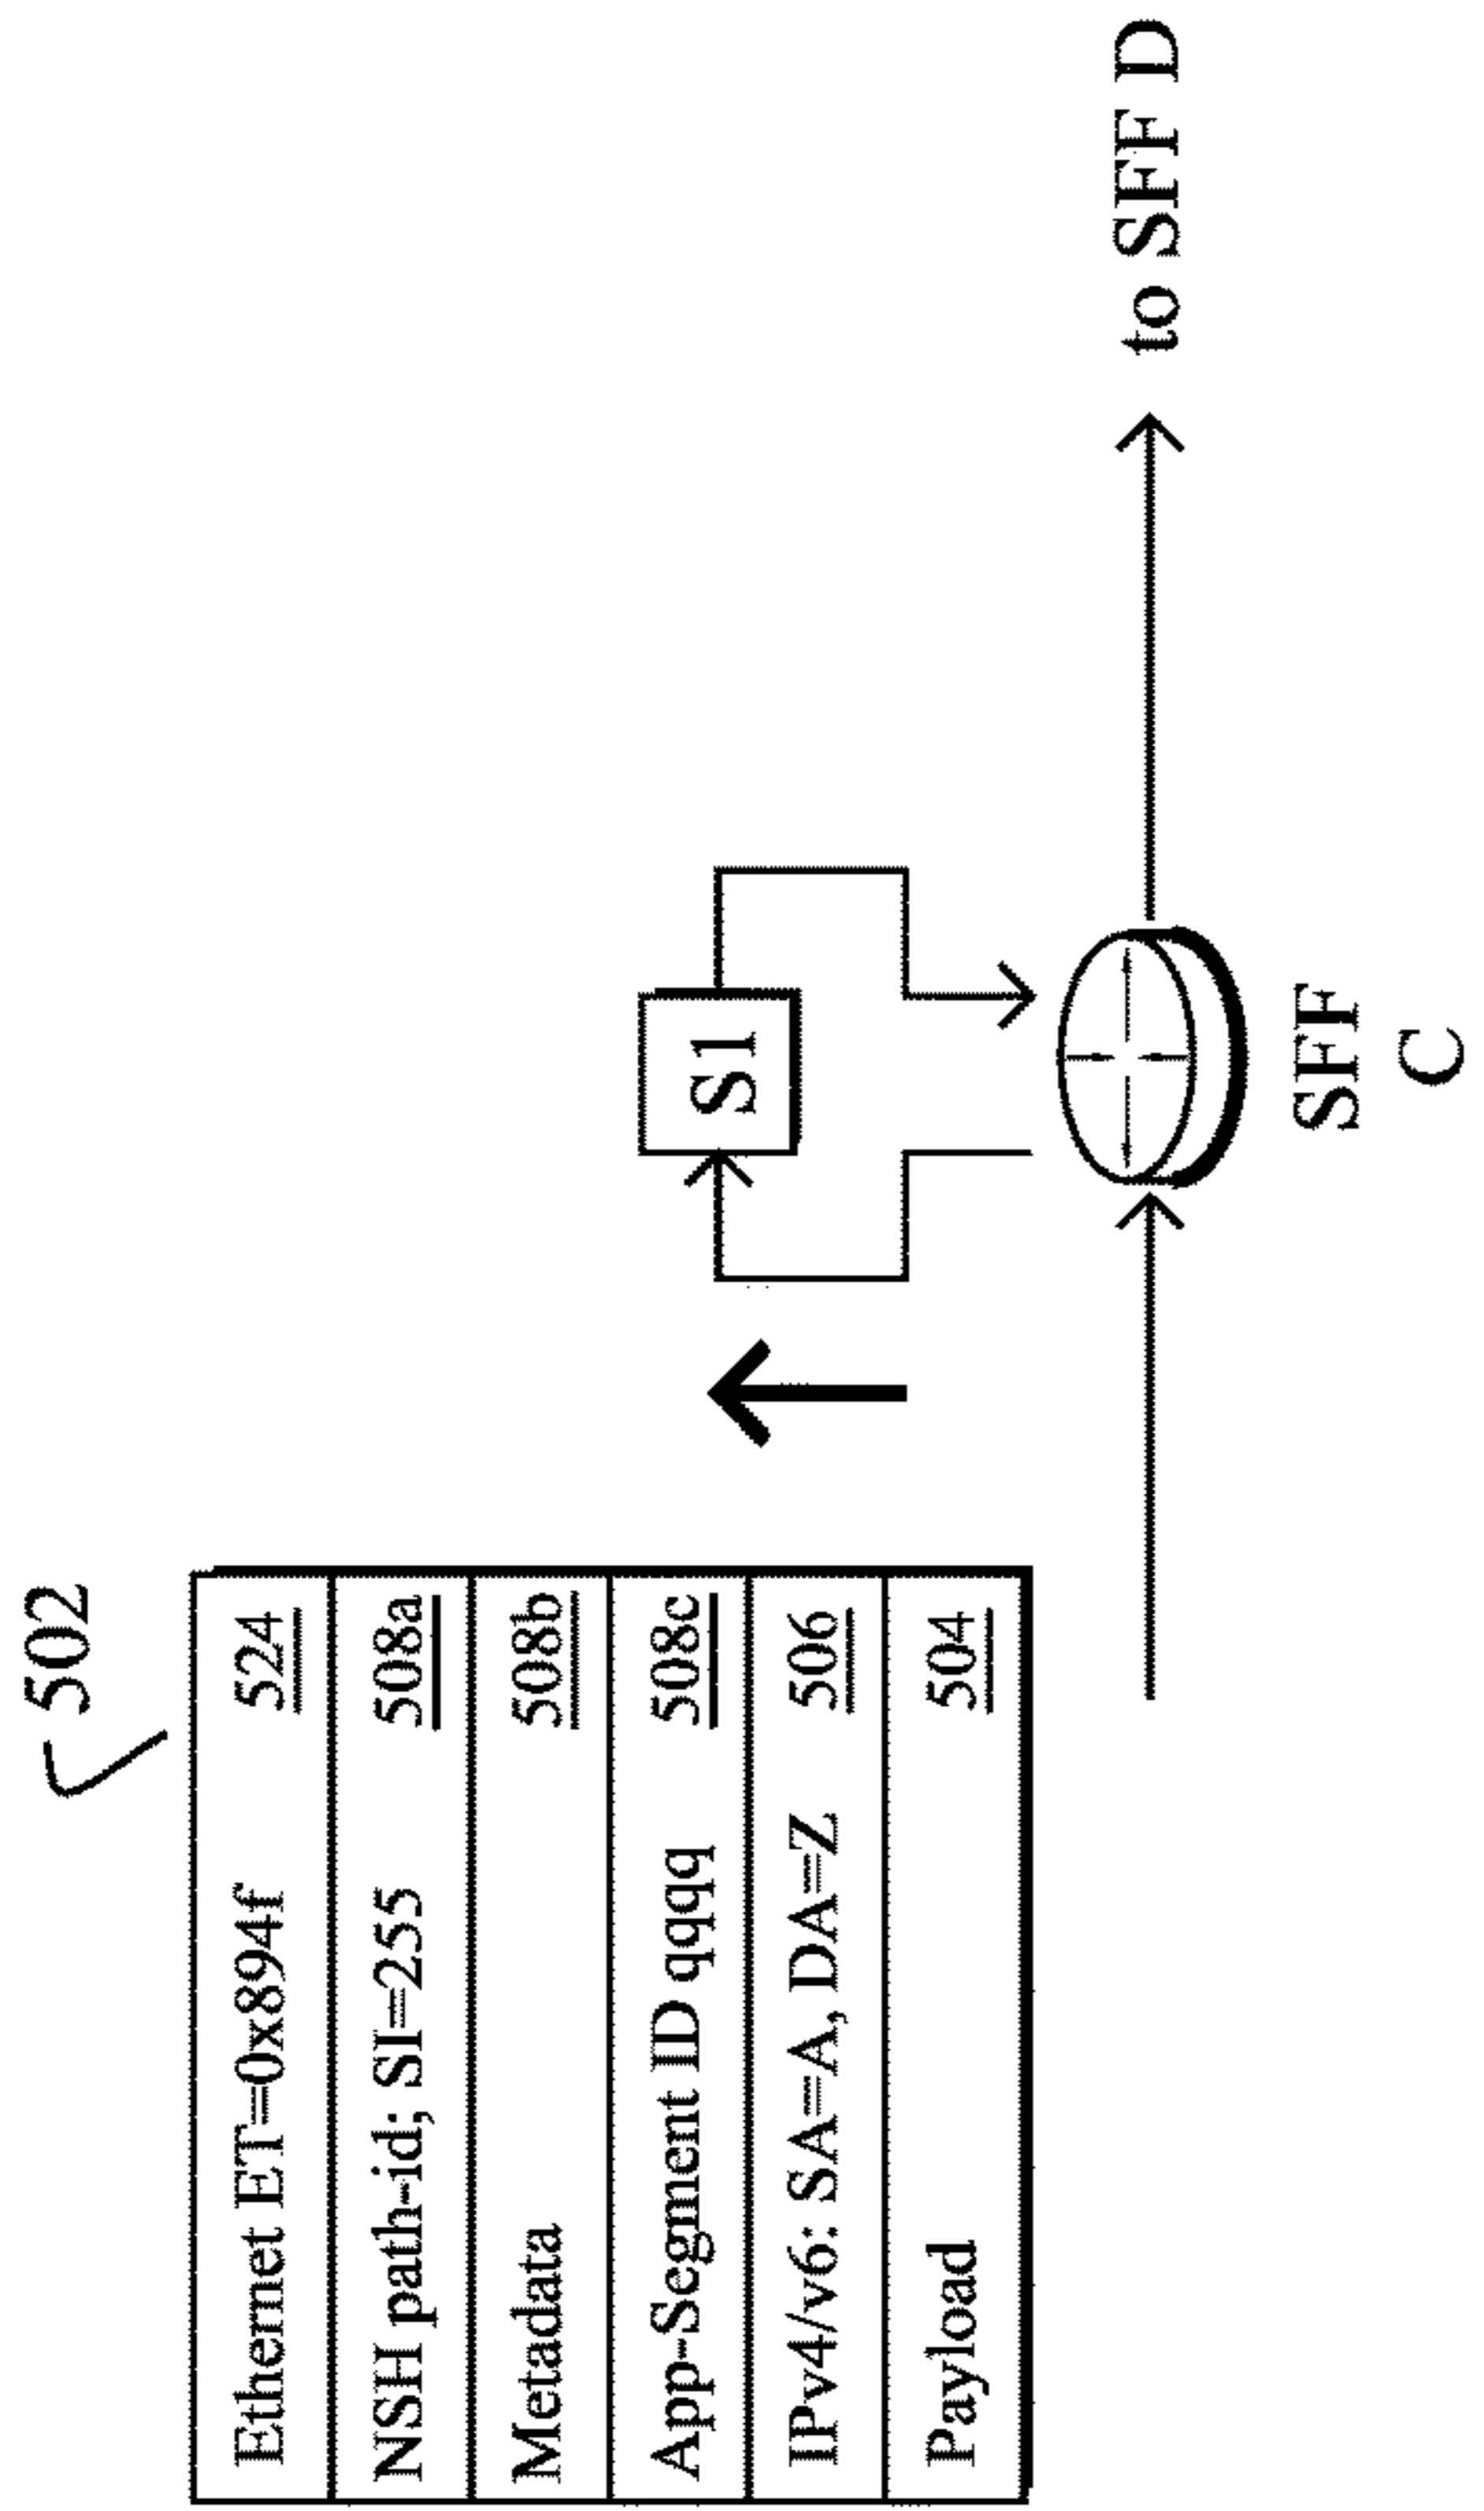 502
Ethernet ET=0x894f 524
NSH path-id; SI=255 508a
Metadata 508b
App-Segment ID qqqq 508c
IPv4//v6: SA=A, DA=Z 506
Payload 504
S1
to SFF D
SFF
C